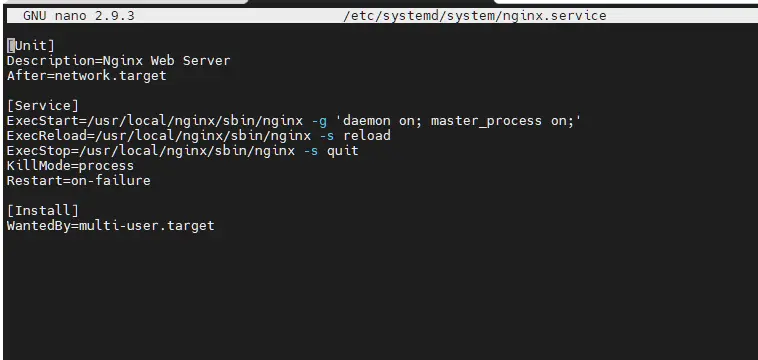 GNU nano 2.9.3 /etc/systemd/system/nginx.service
[Unit]
Description=Nginx Web Server
After=network.target
[Service]
ExecStart=/usr/local/nginx/sbin/nginx -g 'daemon on; master_process on;'
ExecReload=/usr/local/nginx/sbin/nginx -s reload
ExecStop=/usr/local/nginx/sbin/nginx -s quit
KillMode=process
Restart=on-failure
[Install]
WantedBy=multi-user.target